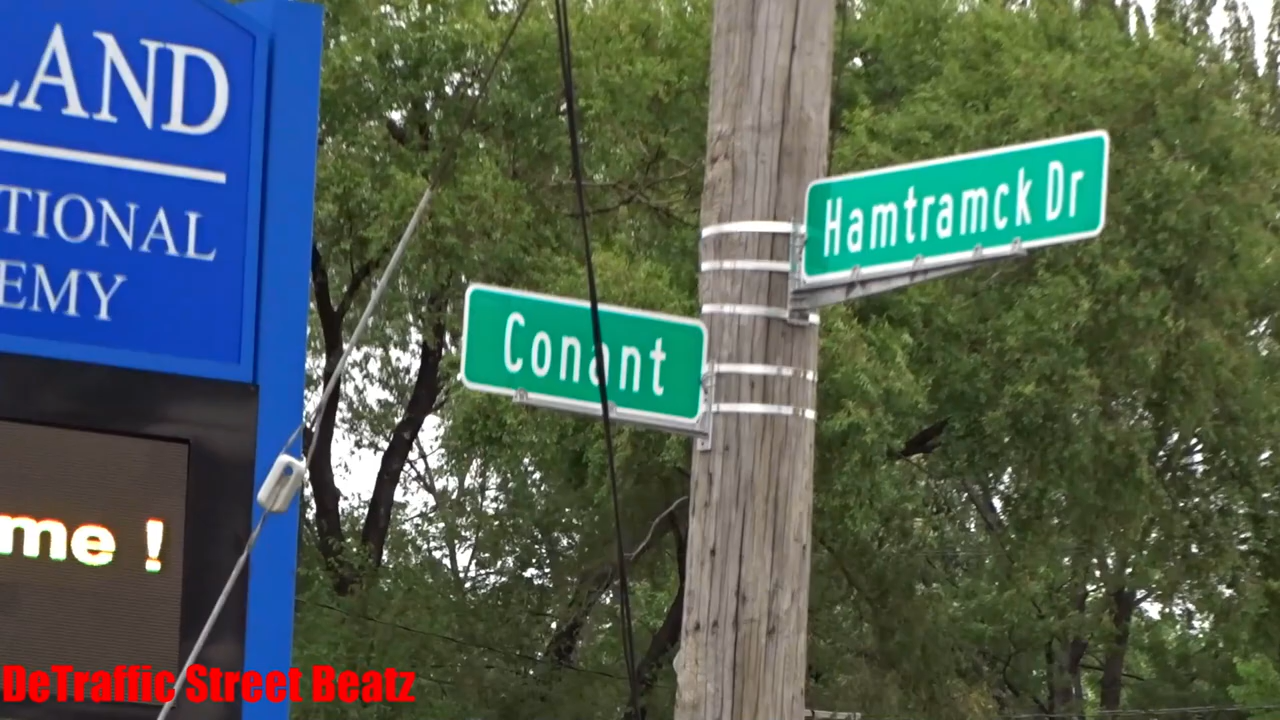 LAND
TIONAL
EMY
me !
Conant
Hamtramck Dr
DeTraffic Street Beatz